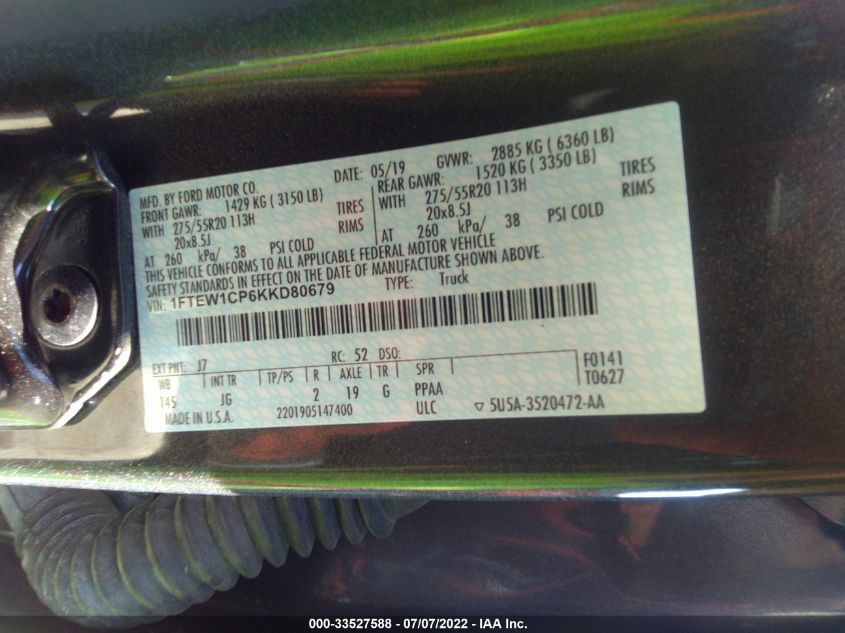 MFD. BY FORD MOTOR CO. DATE: 05/19 GVWR: 2885 KG ( 6360 LB)
FRONT GAWR: 1429 KG ( 3150 LB) REAR GAWR: 1520 KG ( 3350 LB)
WITH 275/55R20 113H TIRES WITH 275/55R20 113H TIRES
20x8.5J RIMS 20x8.5J RIMS
AT 260 kPa/ 38 PSI COLD AT 260 kPa/ 38 PSI COLD
THIS VEHICLE CONFORMS TO ALL APPLICABLE FEDERAL MOTOR VEHICLE
SAFETY STANDARDS IN EFFECT ON THE DATE OF MANUFACTURE SHOWN ABOVE.
VIN: 1FTEW1CP6KKD80679 TYPE: Truck
EXT PNT: J7 RC: 52 DSO: F0141
WB INT TR TP/PS R AXLE TR SPR T0627
145 JG 2 19 G PPAA
MADE IN U.S.A. 2201905147400 ULC ▽ 5U5A-3520472-AA
000-33527588 - 07/07/2022 - IAA Inc.